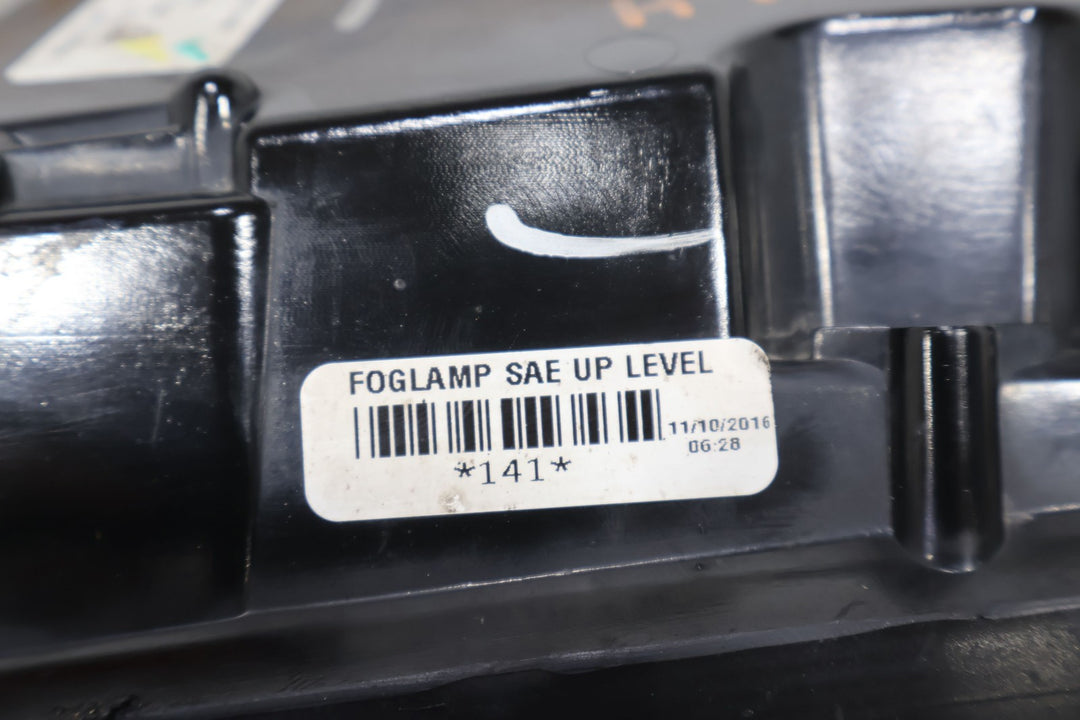 FOGLAMP SAE UP LEVEL
11/10/2016
06:28
*141*